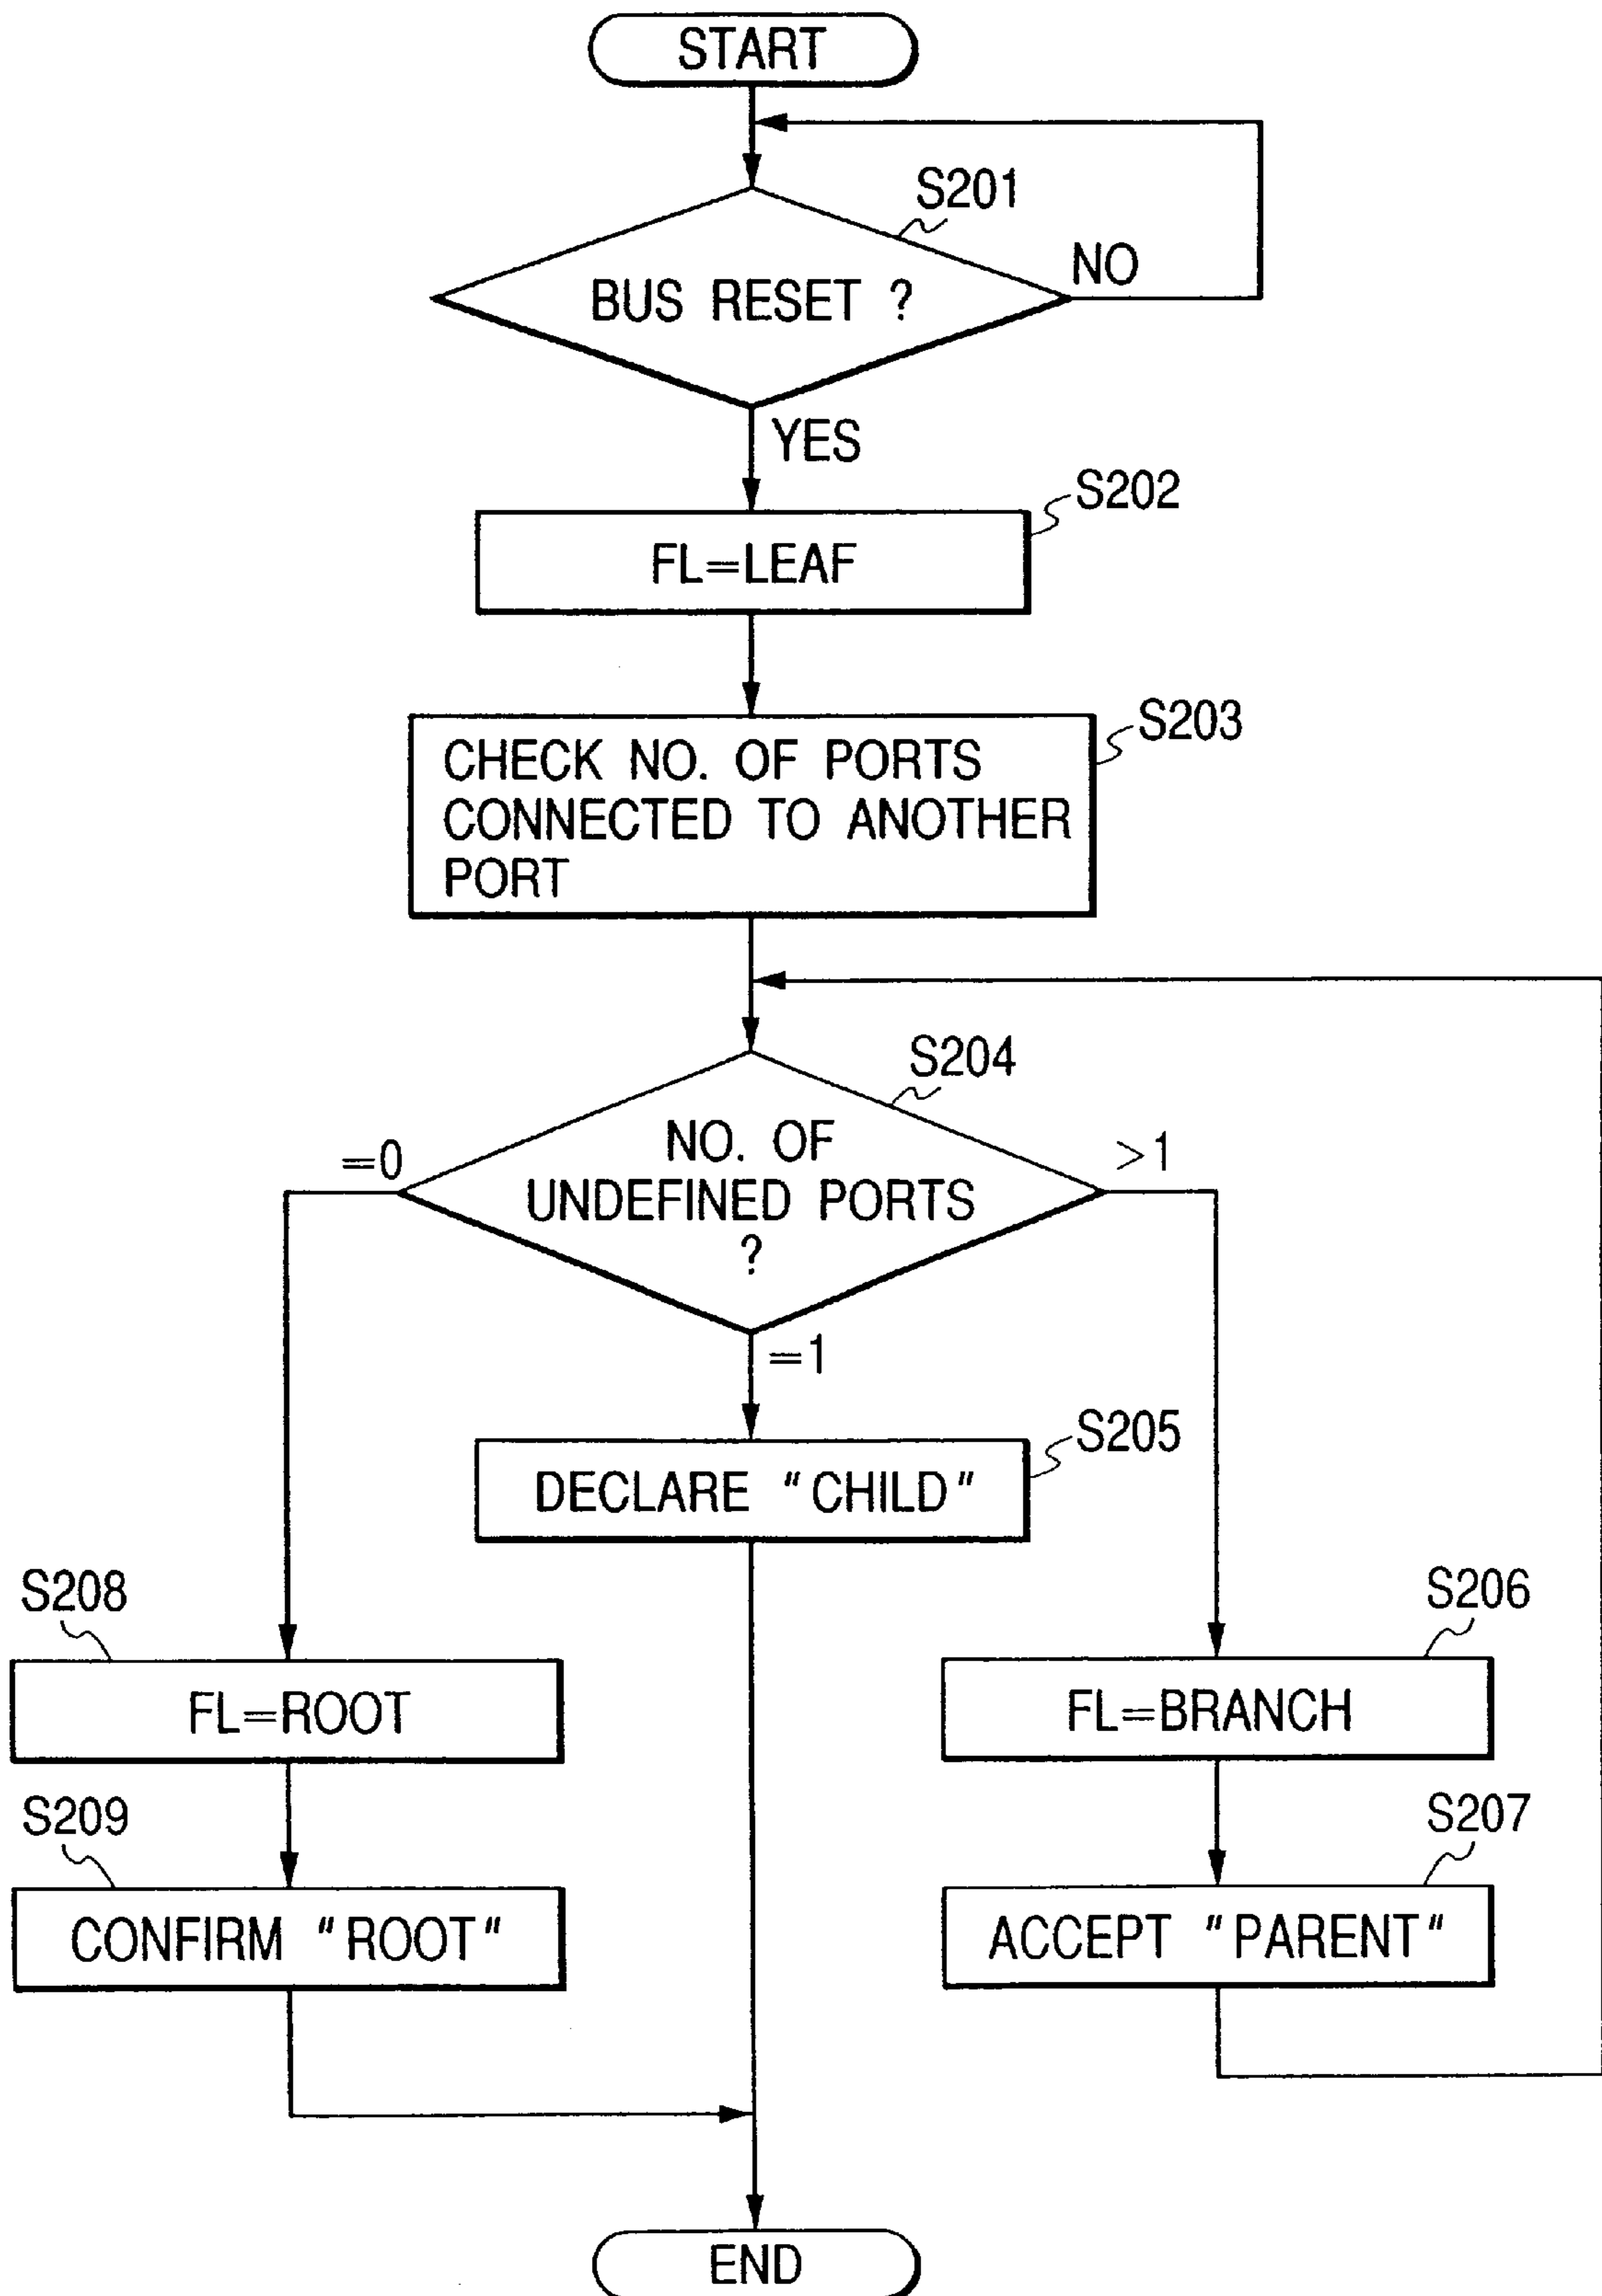 START
S201
NO
BUS RESET ?
YES
S202
FL=LEAF
S203
CHECK NO. OF PORTS
CONNECTED TO ANOTHER
PORT
S204
=0
NO. OF
UNDEFINED PORTS
?
>1
=1
S205
DECLARE "CHILD"
S208
S206
FL=ROOT
FL=BRANCH
S209
S207
CONFIRM "ROOT"
ACCEPT "PARENT"
END